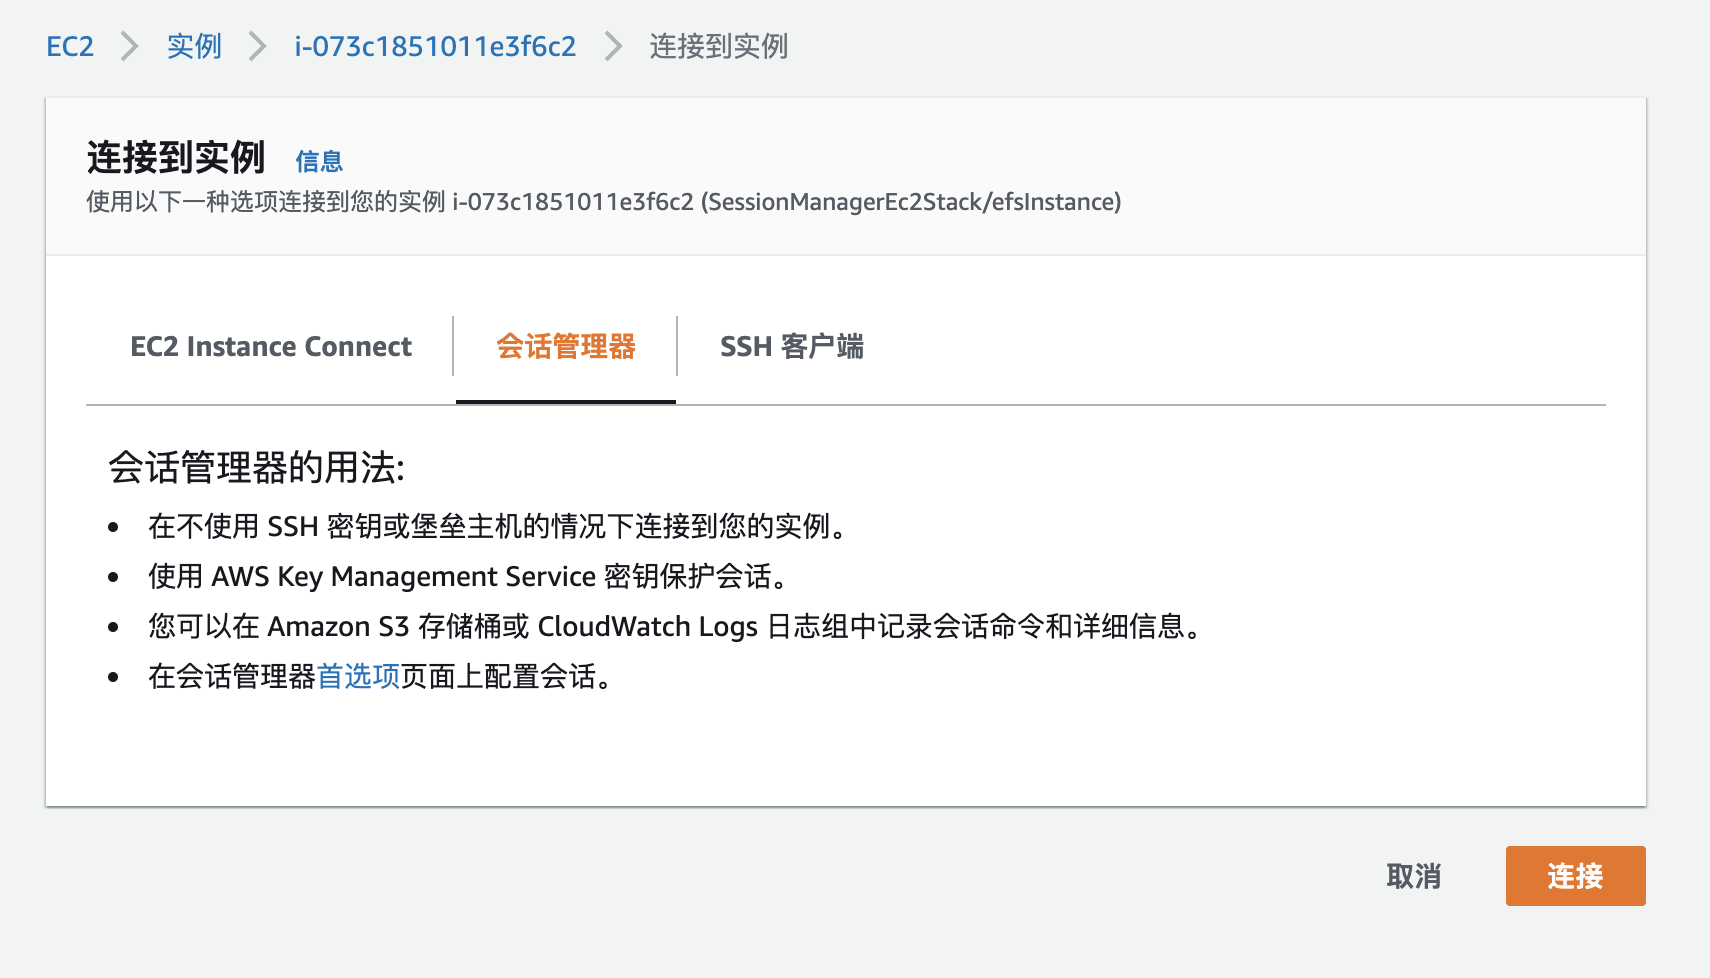 EC2 > 实例 > i-073c1851011e3f6c2 > 连接到实例
连接到实例 信息
使用以下一种选项连接到您的实例 i-073c1851011e3f6c2 (SessionManagerEc2Stack/efsInstance)
EC2 Instance Connect 会话管理器 SSH 客户端
会话管理器的用法:
• 在不使用 SSH 密钥或堡垒主机的情况下连接到您的实例。
• 使用 AWS Key Management Service 密钥保护会话。
• 您可以在 Amazon S3 存储桶或 CloudWatch Logs 日志组中记录会话命令和详细信息。
• 在会话管理器首选项页面上配置会话。
取消 连接